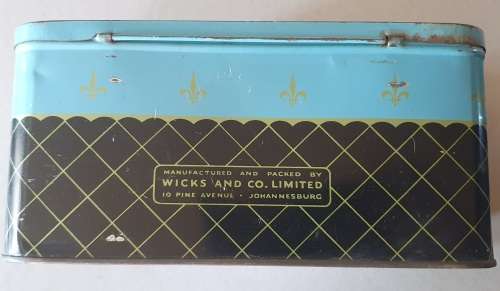 MANUFACTURED AND PACKED BY
WICKS AND CO. LIMITED
10 PINE AVENUE · JOHANNESBURG